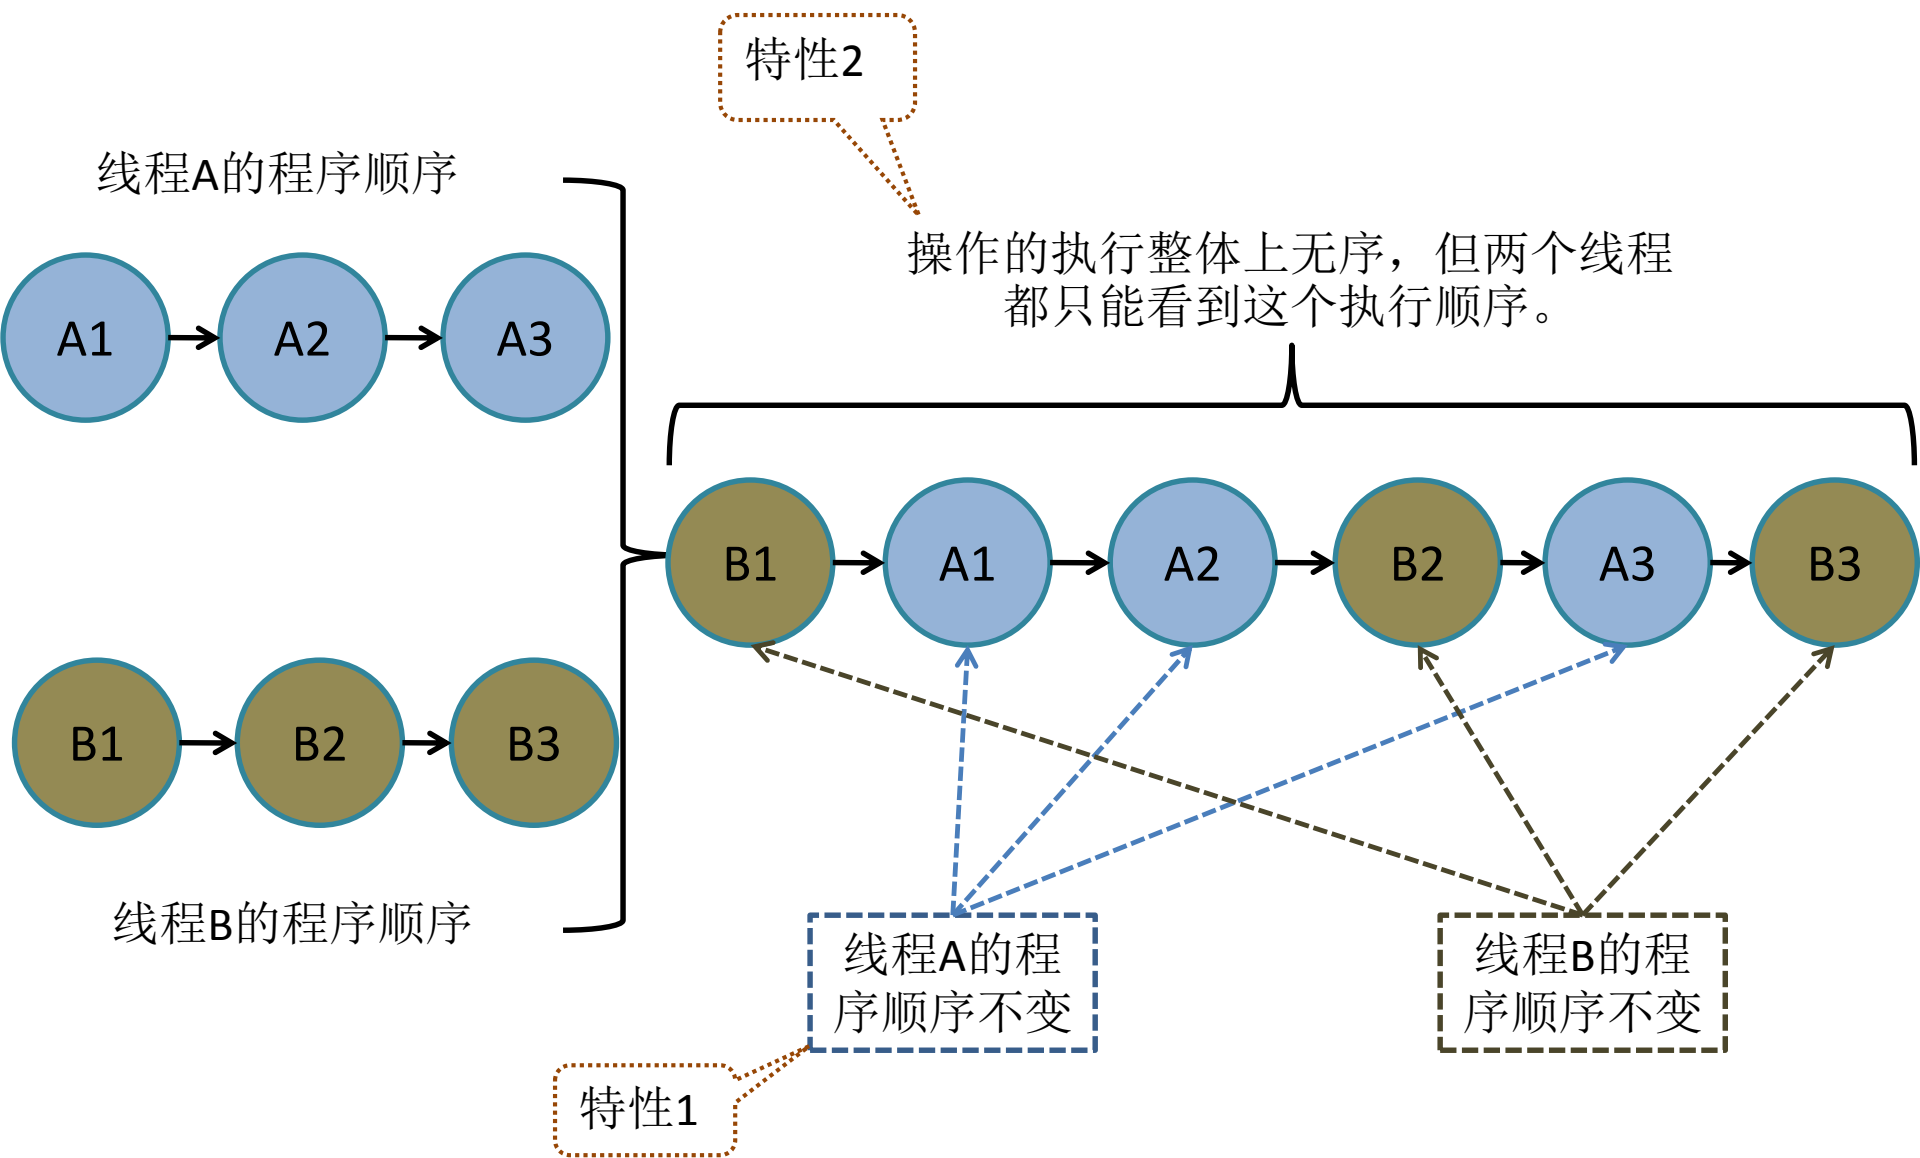 特性2
线程A的程序顺序
操作的执行整体上无序，但两个线程
都只能看到这个执行顺序。
A1
A2
A3
B1
A1
A2
B2
A3
B3
B1
B2
B3
线程B的程序顺序
线程A的程
序顺序不变
线程B的程
序顺序不变
特性1